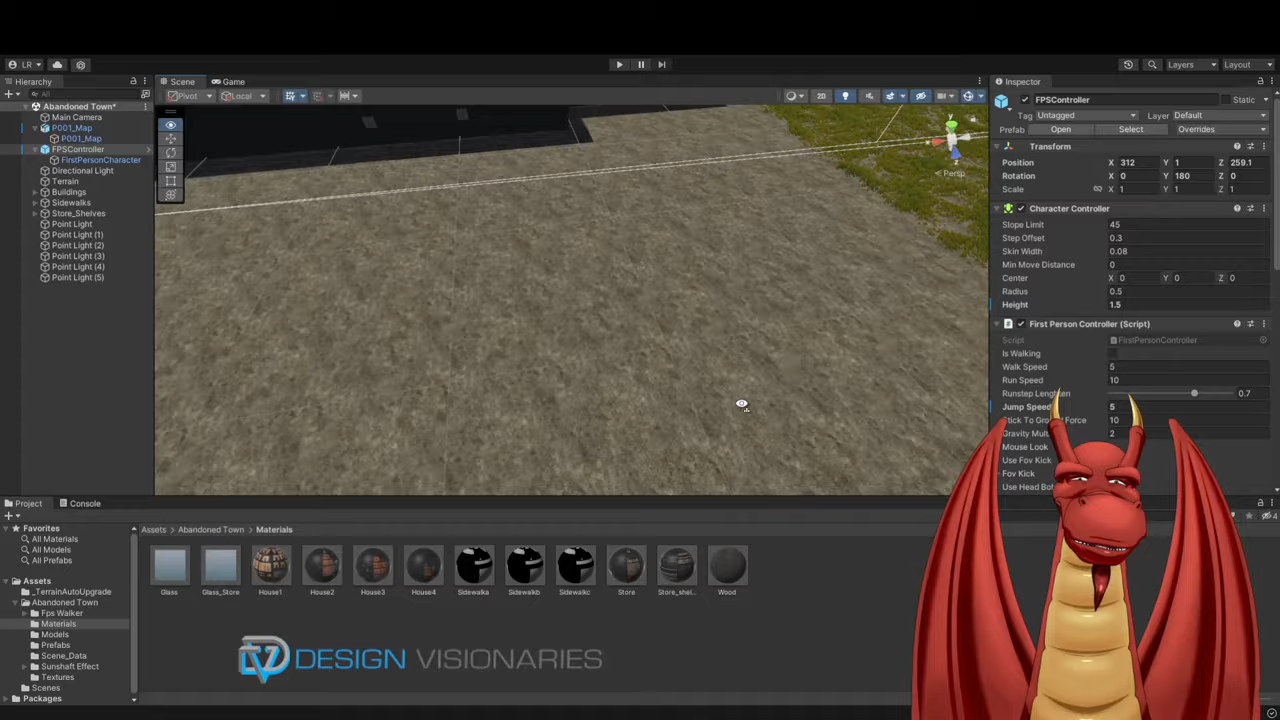 LR
Layers
Layout
Hierarchy
All
Abandoned Town*
Main Camera
P001_Map
P001_Map
FPSController
FirstPersonCharacter
Directional Light
Terrain
Buildings
Sidewalks
Store_Shelves
Point Light
Point Light (1)
Point Light (2)
Point Light (3)
Point Light (4)
Point Light (5)
Scene
Game
Pivot
Local
2D
y
Persp
Inspector
FPSController
Static
Tag Untagged Layer Default
Prefab Open Select Overrides
Transform
Position X 312 Y 1 Z 259.1
Rotation X 0 Y 180 Z 0
Scale X 1 Y 1 Z 1
Character Controller
Slope Limit 45
Step Offset 0.3
Skin Width 0.08
Min Move Distance 0
Center X 0 Y 0 Z 0
Radius 0.5
Height 1.5
First Person Controller (Script)
Script FirstPersonController
Is Walking
Walk Speed 5
Run Speed 10
Runstep Lenghten 0.7
Jump Speed 5
Force 10
2
Mouse Look
Use Fov Kick
Fov Kick
Project
Console
Favorites
All Materials
All Models
All Prefabs
Assets
_TerrainAutoUpgrade
Abandoned Town
Fps Walker
Materials
Models
Prefabs
Scene_Data
Sunshaft Effect
Textures
Scenes
Packages
Assets > Abandoned Town > Materials
Glass
Glass_Store
House1
House2
House3
House4
Sidewalka
Sidewalkb
Sidewalkc
Store
Store_shel...
Wood
DESIGN VISIONARIES